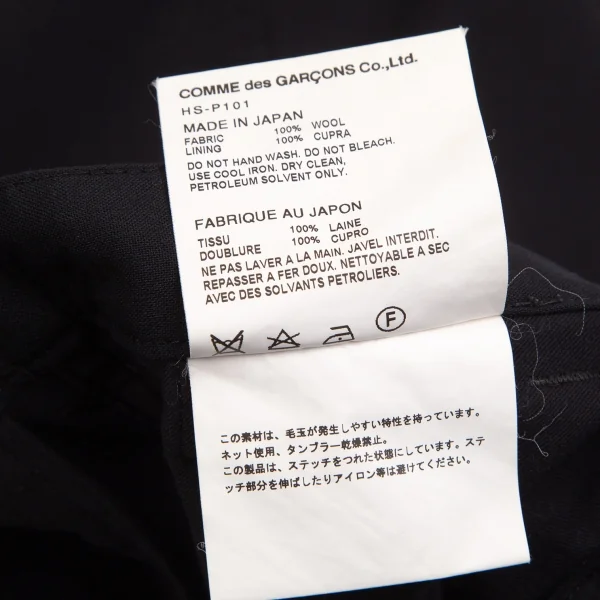 COMME des GARÇONS Co.,Ltd.
HS-P101
MADE IN JAPAN
FABRIC 100% WOOL
LINING 100% CUPRA
DO NOT HAND WASH. DO NOT BLEACH.
USE COOL IRON. DRY CLEAN,
PETROLEUM SOLVENT ONLY.
FABRIQUE AU JAPON
TISSU 100% LAINE
DOUBLURE 100% CUPRO
NE PAS LAVER A LA MAIN. JAVEL INTERDIT.
REPASSER A FER DOUX. NETTOYABLE A SEC
AVEC DES SOLVANTS PETROLIERS.
F
この素材は、毛玉が発生しやすい特性を持っています。
ネット使用、タンブラー乾燥禁止。
この製品は、ステッチをつれた状態にしています。ステ
ッチ部分を伸ばしたりアイロン等は避けてください。